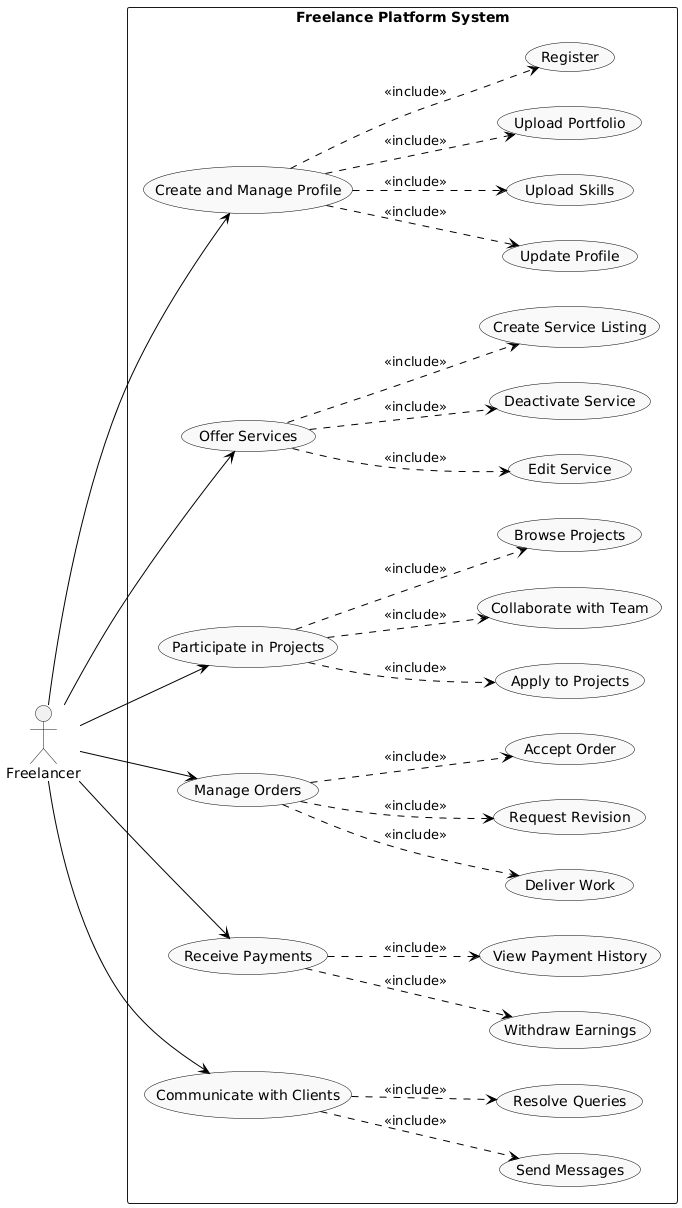 Freelance Platform System
Register
«include»
Upload Portfolio
«include»
Create and Manage Profile
«include»
Upload Skills
«include»
Update Profile
Create Service Listing
«include»
Deactivate Service
«include»
Offer Services
«include»
Edit Service
Browse Projects
«include»
Collaborate with Team
«include»
Participate in Projects
«include»
Apply to Projects
Freelancer
Accept Order
«include»
Manage Orders
«include»
Request Revision
«include»
Deliver Work
Receive Payments
«include»
View Payment History
«include»
Withdraw Earnings
Communicate with Clients
«include»
Resolve Queries
«include»
Send Messages